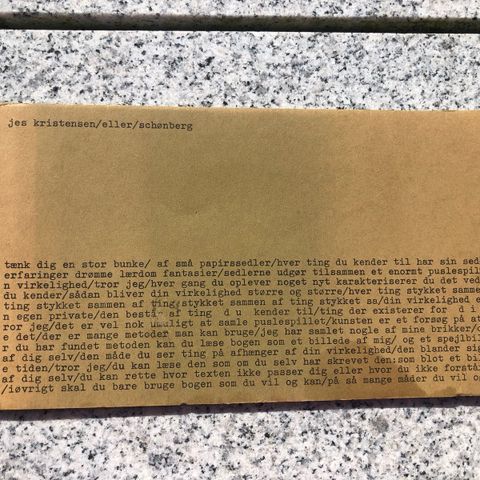 jes kristensen/eller/schønberg
tænk dig en stor bunke/ af små papirssedler/hver ting du kender til har sin sed
erfaringer drømme lærdom fantasier/sedlerne udgør tilsammen et enormt puslespil
n virkelighed/tror jeg/hver gang du oplever noget nyt karakteriserer du det ved
du kender/sådan bliver din virkelighed større og større/hver ting stykket samme
ting stykket sammen af ting/stykket sammen af ting stykket sa/din virkelighed e
n egen private/den består af ting d u kender til/ting der existerer for d i
ror jeg/det er vel nok umuligt at samle puslespillet/kunsten er et forsøg på at
e det/der er mange metoder man kan bruge/jeg har samlet nogle af mine brikker/o
r du har fundet metoden kan du læse bogen som et billede af mig/ og et spejlbil
af dig selv/den måde du ser ting på afhænger af din virkelighed/den blander sig
e tiden/tror jeg/du kan læse den som om du selv har skrevet den:som blot et bil
af dig selv/du kan rette hvor texten ikke passer dig eller hvor du ikke forstå
/iøvrigt skal du bare bruge bogen som du vil og kan/på så mange måder du vil og